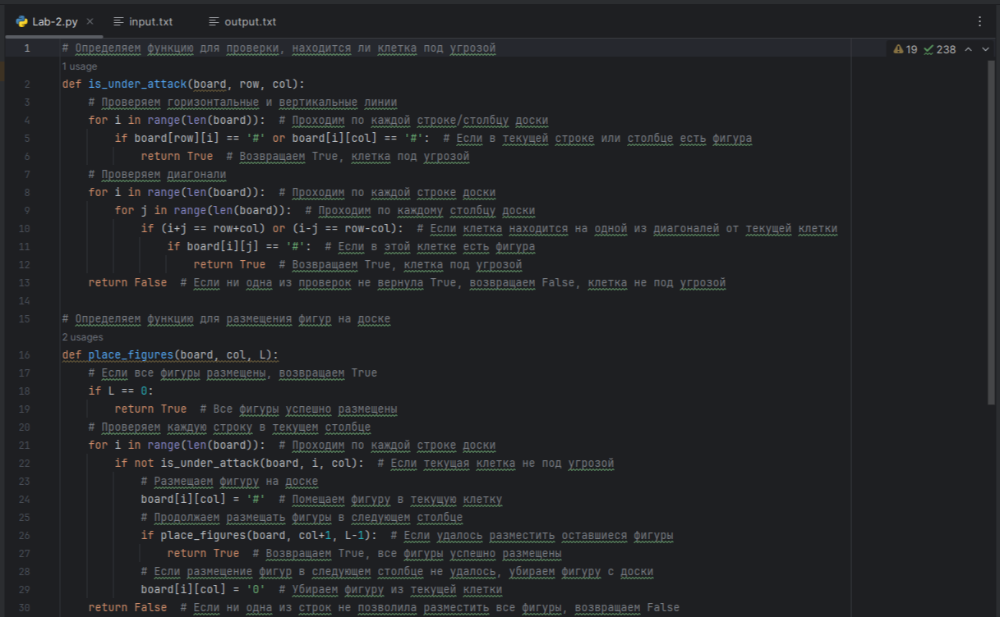 Lab-2.py × input.txt output.txt
1 # Определяем функцию для проверки, находится ли клетка под угрозой 19 238
1 usage
2 def is_under_attack(board, row, col):
3 # Проверяем горизонтальные и вертикальные линии
4 for i in range(len(board)): # Проходим по каждой строке/столбцу доски
5 if board[row][i] == '#' or board[i][col] == '#': # Если в текущей строке или столбце есть фигура
6 return True # Возвращаем True, клетка под угрозой
7 # Проверяем диагонали
8 for i in range(len(board)): # Проходим по каждой строке доски
9 for j in range(len(board)): # Проходим по каждому столбцу доски
10 if (i+j == row+col) or (i-j == row-col): # Если клетка находится на одной из диагоналей от текущей клетки
11 if board[i][j] == '#': # Если в этой клетке есть фигура
12 return True # Возвращаем True, клетка под угрозой
13 return False # Если ни одна из проверок не вернула True, возвращаем False, клетка не под угрозой
14
15 # Определяем функцию для размещения фигур на доске
2 usages
16 def place_figures(board, col, L):
17 # Если все фигуры размещены, возвращаем True
18 if L == 0:
19 return True # Все фигуры успешно размещены
20 # Проверяем каждую строку в текущем столбце
21 for i in range(len(board)): # Проходим по каждой строке доски
22 if not is_under_attack(board, i, col): # Если текущая клетка не под угрозой
23 # Размещаем фигуру на доске
24 board[i][col] = '#' # Помещаем фигуру в текущую клетку
25 # Продолжаем размещать фигуры в следующем столбце
26 if place_figures(board, col+1, L-1): # Если удалось разместить оставшиеся фигуры
27 return True # Возвращаем True, все фигуры успешно размещены
28 # Если размещение фигур в следующем столбце не удалось, убираем фигуру с доски
29 board[i][col] = '0' # Убираем фигуру из текущей клетки
30 return False # Если ни одна из строк не позволила разместить все фигуры, возвращаем False